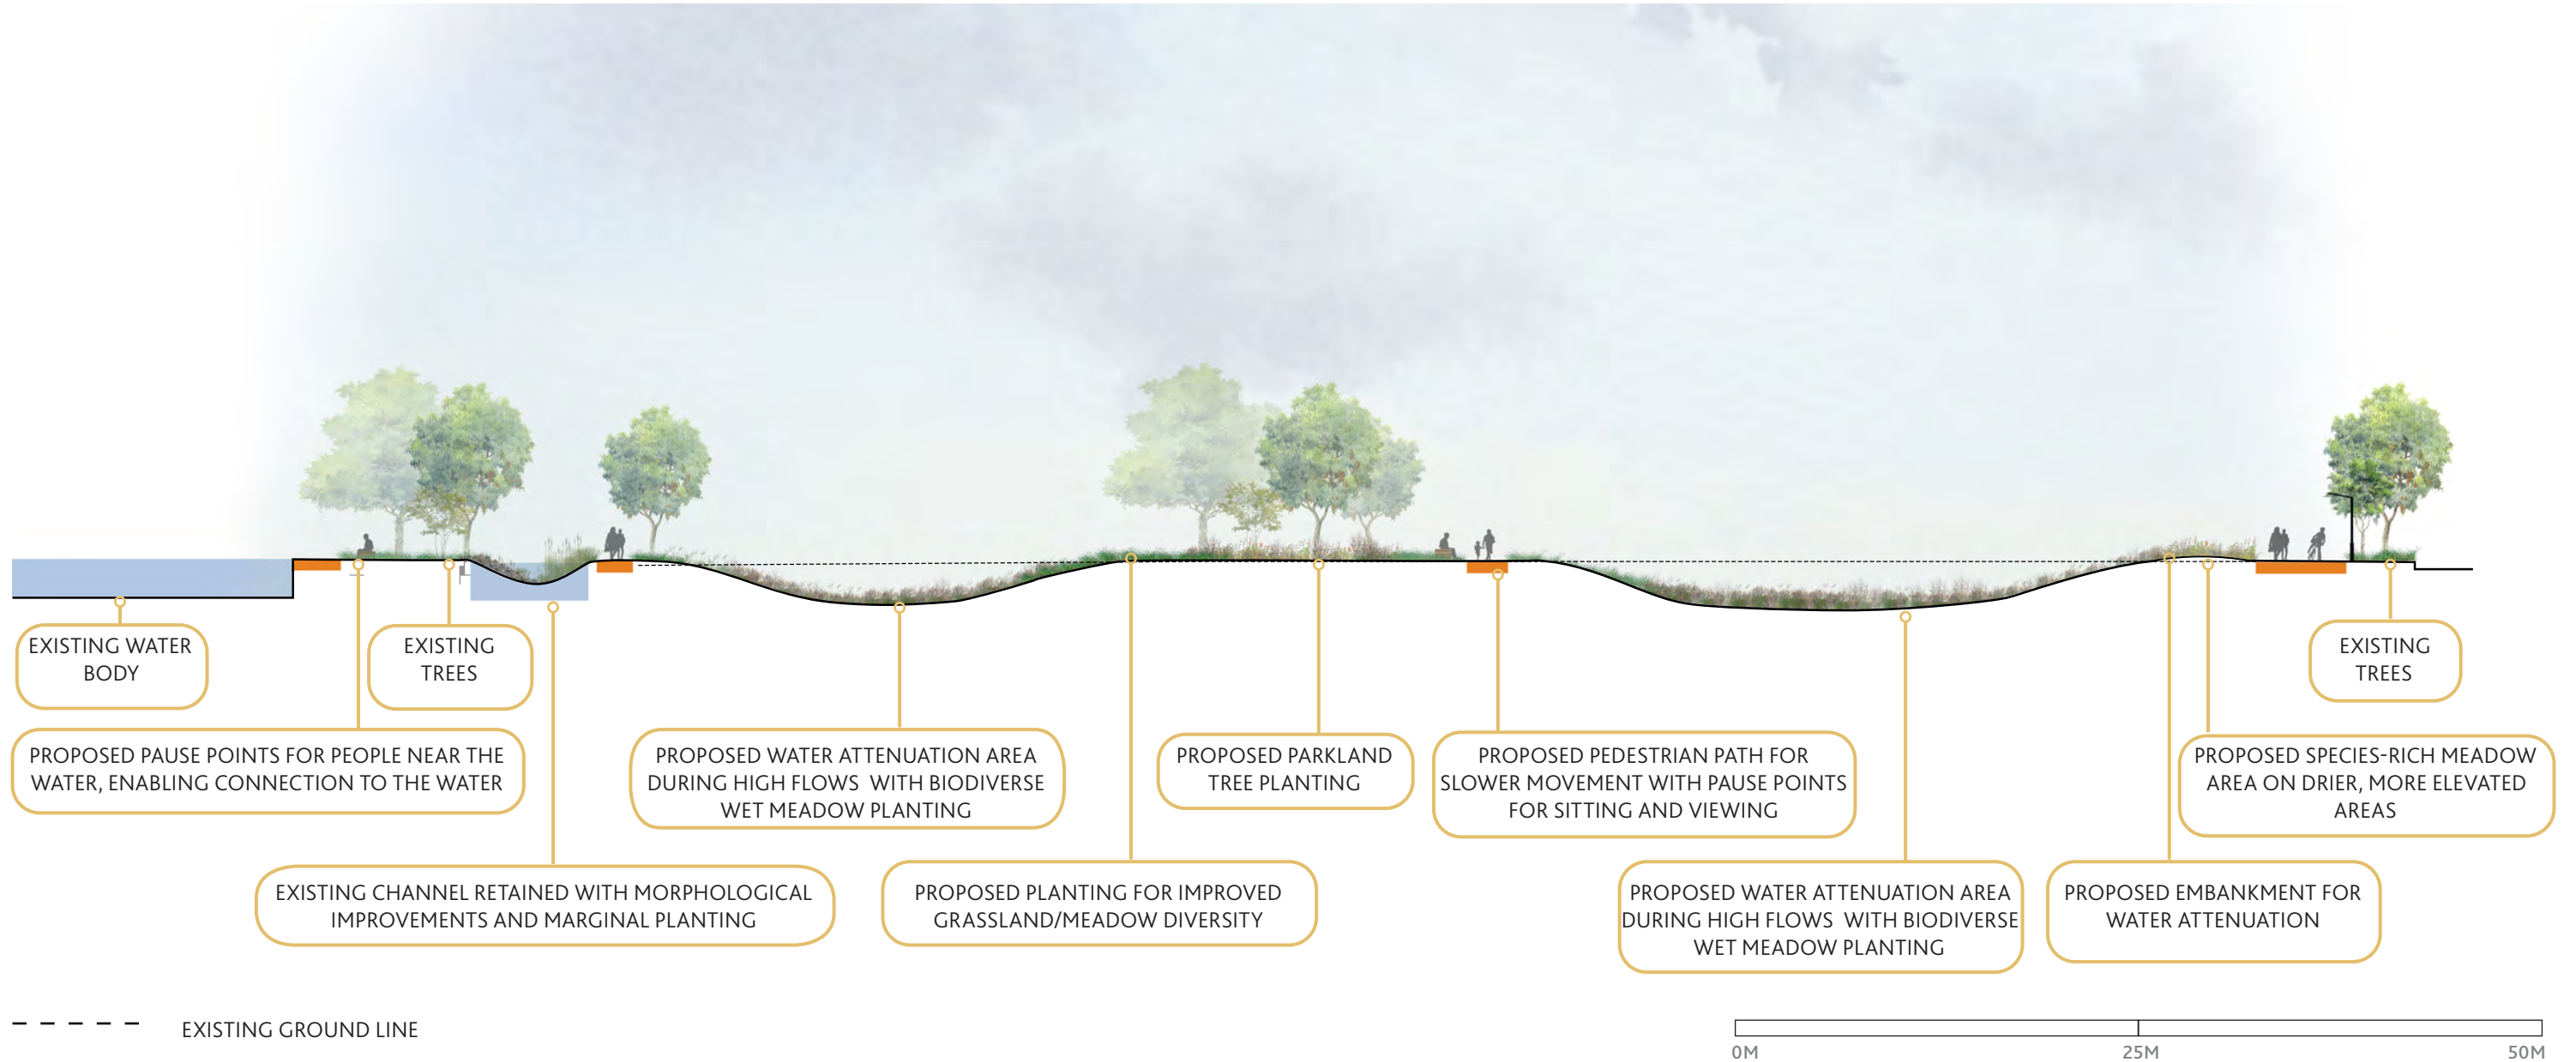 EXISTING WATER
BODY
EXISTING
TREES
EXISTING
TREES
PROPOSED PAUSE POINTS FOR PEOPLE NEAR THE
WATER, ENABLING CONNECTION TO THE WATER
PROPOSED WATER ATTENUATION AREA
DURING HIGH FLOWS WITH BIODIVERSE
WET MEADOW PLANTING
PROPOSED PARKLAND
TREE PLANTING
PROPOSED PEDESTRIAN PATH FOR
SLOWER MOVEMENT WITH PAUSE POINTS
FOR SITTING AND VIEWING
PROPOSED SPECIES-RICH MEADOW
AREA ON DRIER, MORE ELEVATED
AREAS
EXISTING CHANNEL RETAINED WITH MORPHOLOGICAL
IMPROVEMENTS AND MARGINAL PLANTING
PROPOSED PLANTING FOR IMPROVED
GRASSLAND/MEADOW DIVERSITY
PROPOSED WATER ATTENUATION AREA
DURING HIGH FLOWS WITH BIODIVERSE
WET MEADOW PLANTING
PROPOSED EMBANKMENT FOR
WATER ATTENUATION
EXISTING GROUND LINE
0M
25M
50M